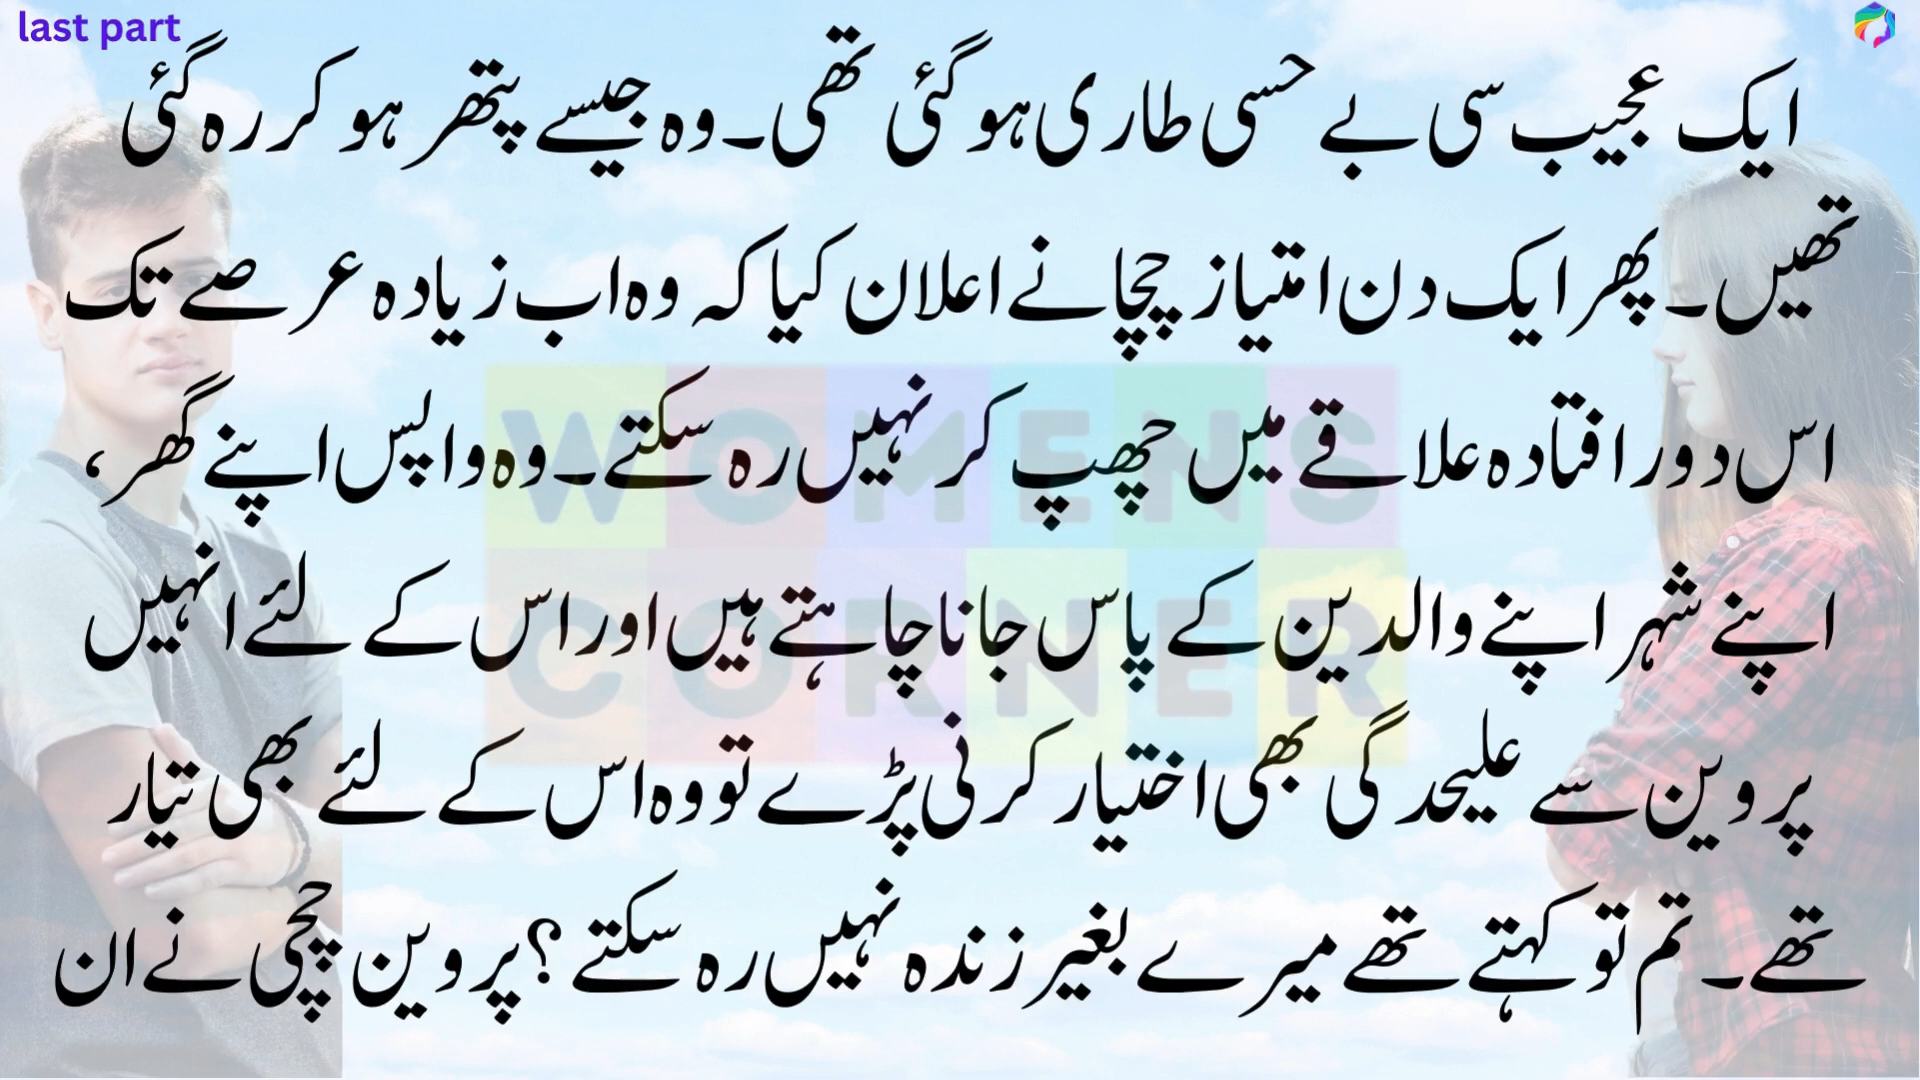 last part
ایک عجیب سی بے حسی طاری ہو گئی تھی۔ وہ جیسے پتھر ہو کر رہ گئی
تھیں۔ پھر ایک دن امتیاز چچا نے اعلان کیا کہ وہ اب زیادہ عرصے تک
اس دور افتادہ علاقے میں چھپ کر نہیں رہ سکتے۔ وہ واپس اپنے گھر،
اپنے شہر اپنے والدین کے پاس جانا چاہتے ہیں اور اس کے لئے انہیں
پروین سے علیحدگی بھی اختیار کرنی پڑے تو وہ اس کے لئے بھی تیار
تھے۔ تم تو کہتے تھے میرے بغیر زندہ نہیں رہ سکتے ؟ پروین چچی نے ان
WOMENS
CORNER